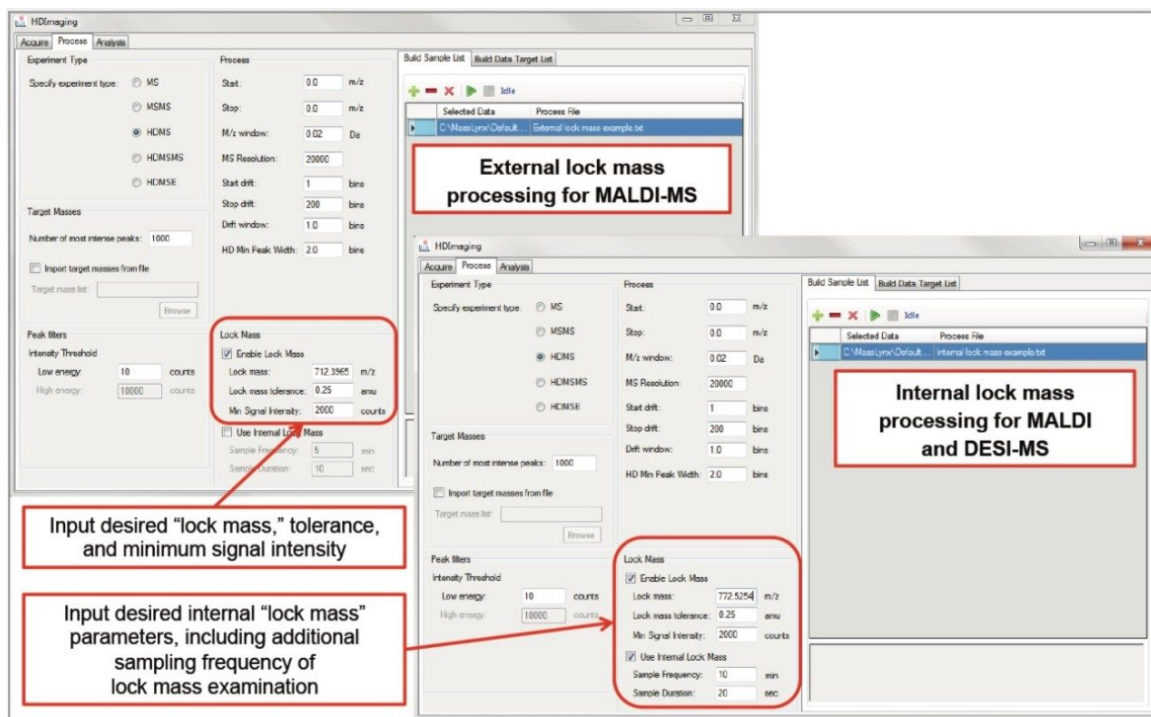 HDImaging
Acquire Process Analysis
Experiment Type
Specify experiment type: MS
MSMS
HDMS
HDMSMS
HDMSE
Target Masses
Number of most intense peaks: 1000
Import target masses from file
Target mass list:
Browse
Peak filters
Intensity Threshold
Low energy: 10 counts
High energy: 10000 counts
Process
Start: 0.0 m/z
Stop: 0.0 m/z
M/z window: 0.02 Da
MS Resolution: 20000
Start drift: 1 bins
Stop drift: 200 bins
Drift window: 1.0 bins
HD Min Peak Width: 2.0 bins
Lock Mass
Enable Lock Mass
Lock mass: 712.3965 m/z
Lock mass tolerance: 0.25 amu
Min Signal Intensity: 2000 counts
Use Internal Lock Mass
Sample Frequency: 5 min
Sample Duration: 10 sec
Build Sample List Build Data Target List
Idle
Selected Data Process File
C:\MassLynx\Default... External lock mass example.txt
External lock mass
processing for MALDI-MS
HDImaging
Acquire Process Analysis
Experiment Type
Specify experiment type: MS
MSMS
HDMS
HDMSMS
HDMSE
Target Masses
Number of most intense peaks: 1000
Import target masses from file
Target mass list:
Browse
Peak filters
Intensity Threshold
Low energy: 10 counts
High energy: 10000 counts
Process
Start: 0.0 m/z
Stop: 0.0 m/z
M/z window: 0.02 Da
MS Resolution: 20000
Start drift: 1 bins
Stop drift: 200 bins
Drift window: 1.0 bins
HD Min Peak Width: 2.0 bins
Lock Mass
Enable Lock Mass
Lock mass: 772.5254 m/z
Lock mass tolerance: 0.25 amu
Min Signal Intensity: 2000 counts
Use Internal Lock Mass
Sample Frequency: 10 min
Sample Duration: 20 sec
Build Sample List Build Data Target List
Idle
Selected Data Process File
C:\MassLynx\Default... Internal lock mass example.txt
Internal lock mass
processing for MALDI
and DESI-MS
Input desired “lock mass,” tolerance,
and minimum signal intensity
Input desired internal “lock mass”
parameters, including additional
sampling frequency of
lock mass examination